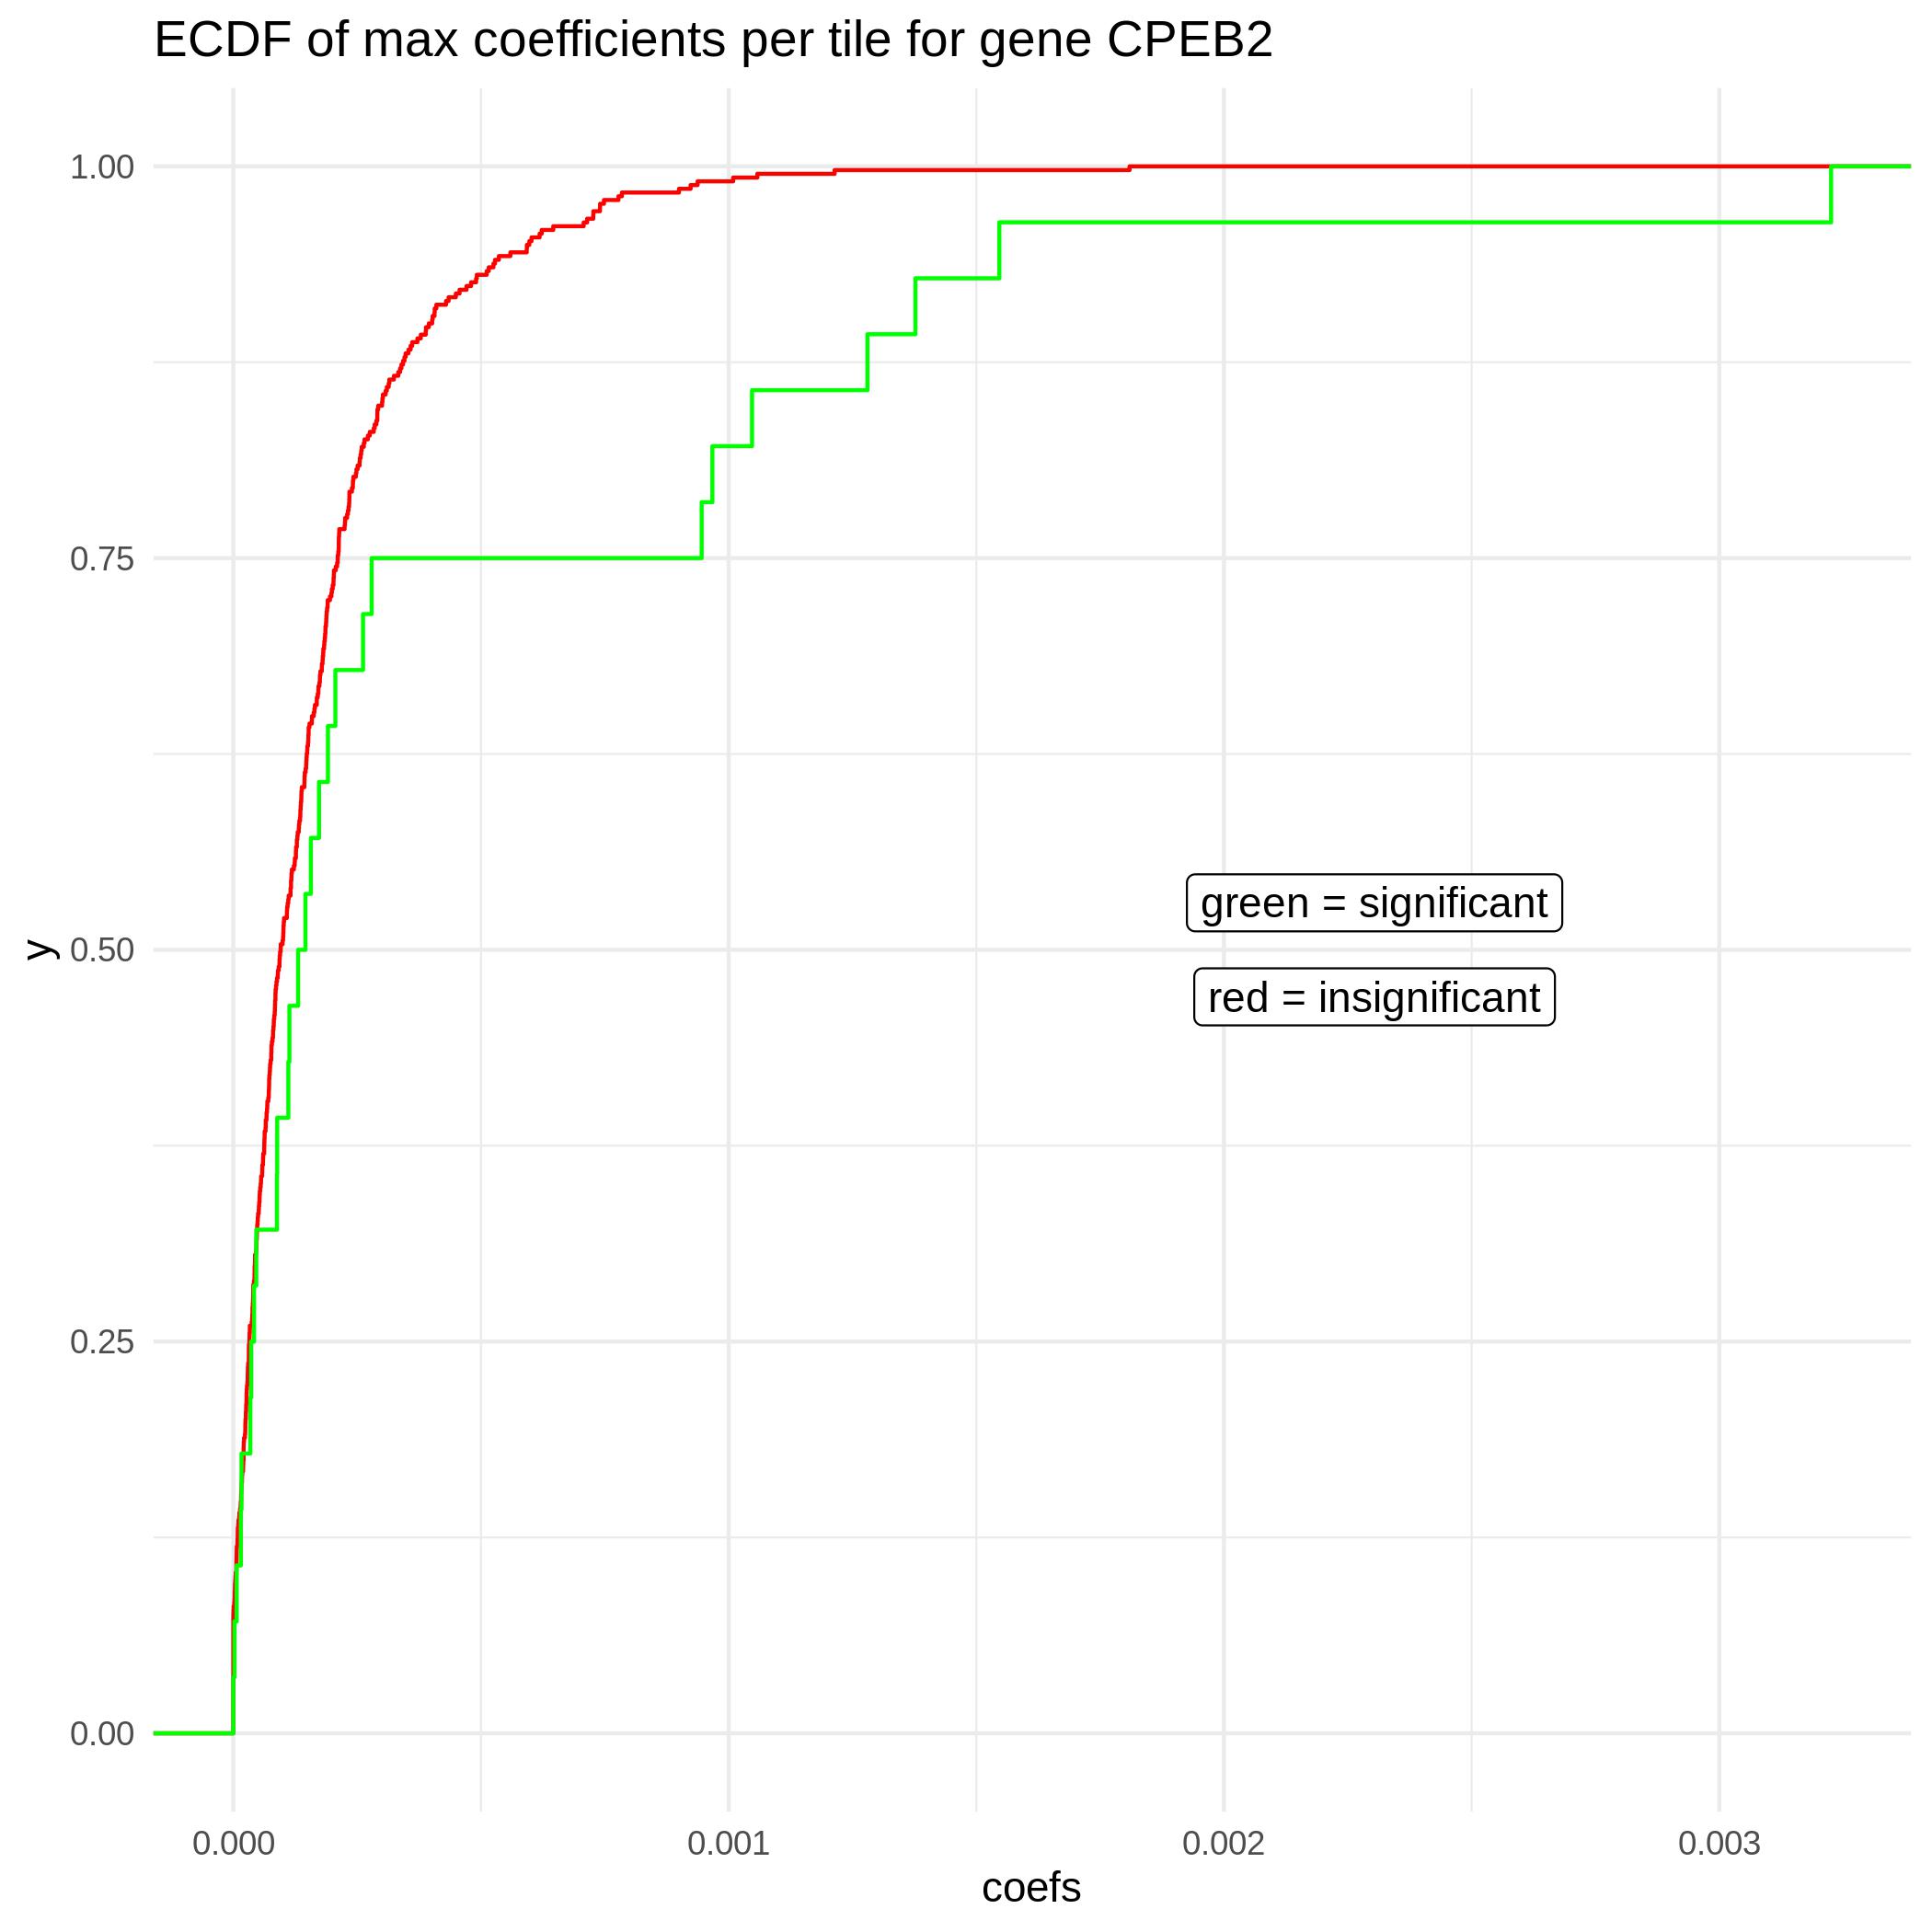 ECDF of max coefficients per tile for gene CPEB2
1.00
0.75
0.50
0.25
0.00
y
green = significant
red = insignificant
0.000 0.001 0.002 0.003
coefs